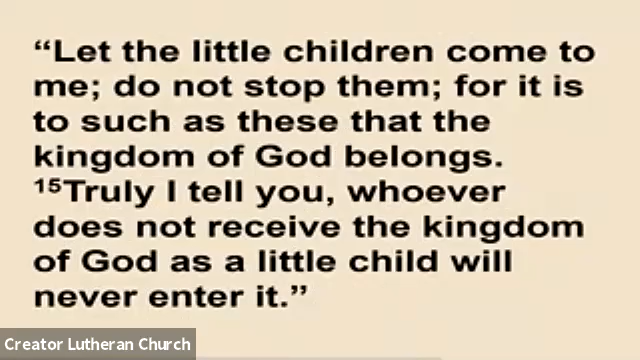 “Let the little children come to
me; do not stop them; for it is
to such as these that the
kingdom of God belongs.
¹⁵Truly I tell you, whoever
does not receive the kingdom
of God as a little child will
never enter it.”
Creator Lutheran Church